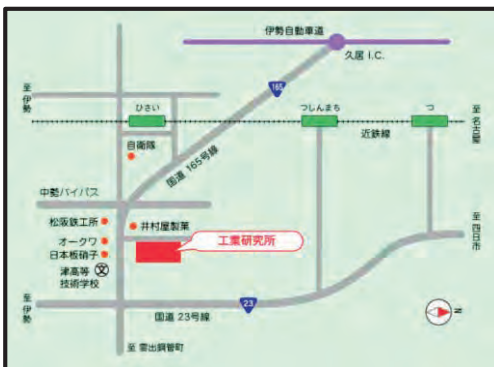 伊勢自動車道
久居 I.C.
165
至伊勢
ひさい
つしんまち
つ
至名古屋
近鉄線
自衛隊
国道 165号線
中勢バイパス
松阪鉄工所
井村屋製菓
工業研究所
オークワ
日本板硝子
津高等
技術学校
文
至四日市
至伊勢
国道 23号線
23
N
至 雲出鋼管町